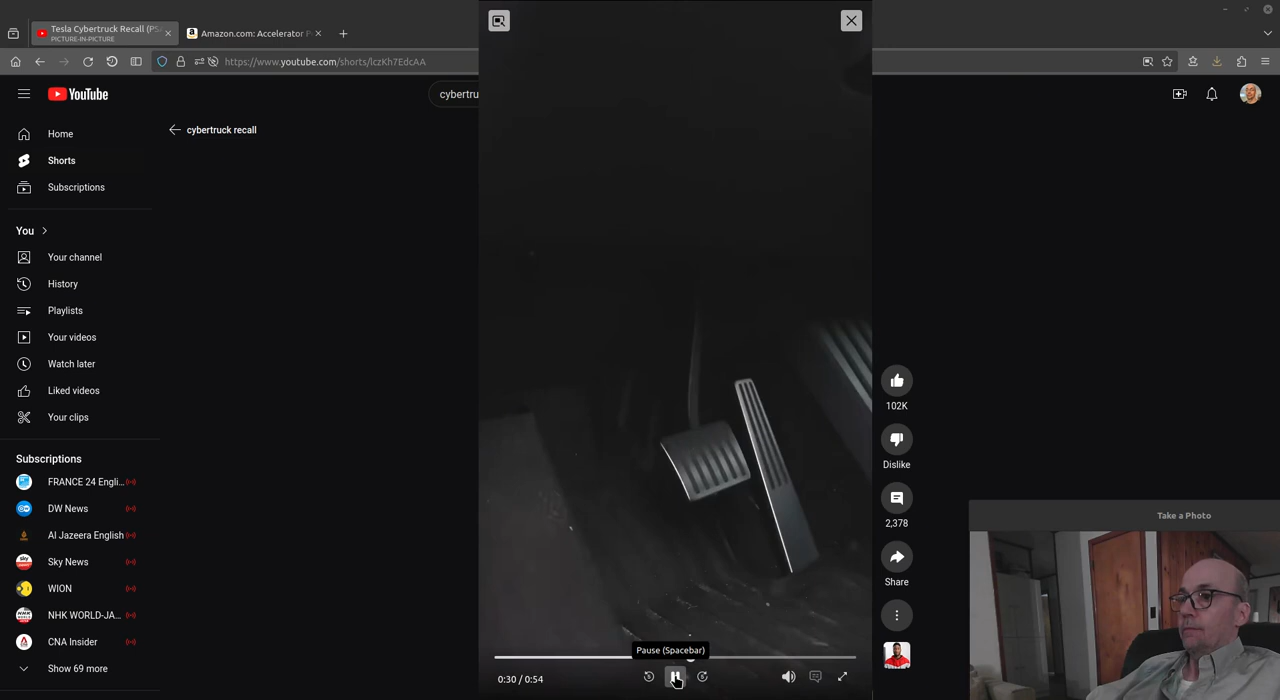 Tesla Cybertruck Recall (PS
PICTURE-IN-PICTURE
Amazon.com: Accelerator P
https://www.youtube.com/shorts/lczKh7EdcAA
YouTube
cybertru
Home
cybertruck recall
Shorts
Subscriptions
You
Your channel
History
Playlists
Your videos
Watch later
Liked videos
Your clips
Subscriptions
FRANCE 24 Engli...
DW News
Al Jazeera English
Sky News
WION
NHK WORLD-JA...
CNA Insider
Show 69 more
Pause (Spacebar)
0:30 / 0:54
102K
Dislike
2,378
Share
Take a Photo